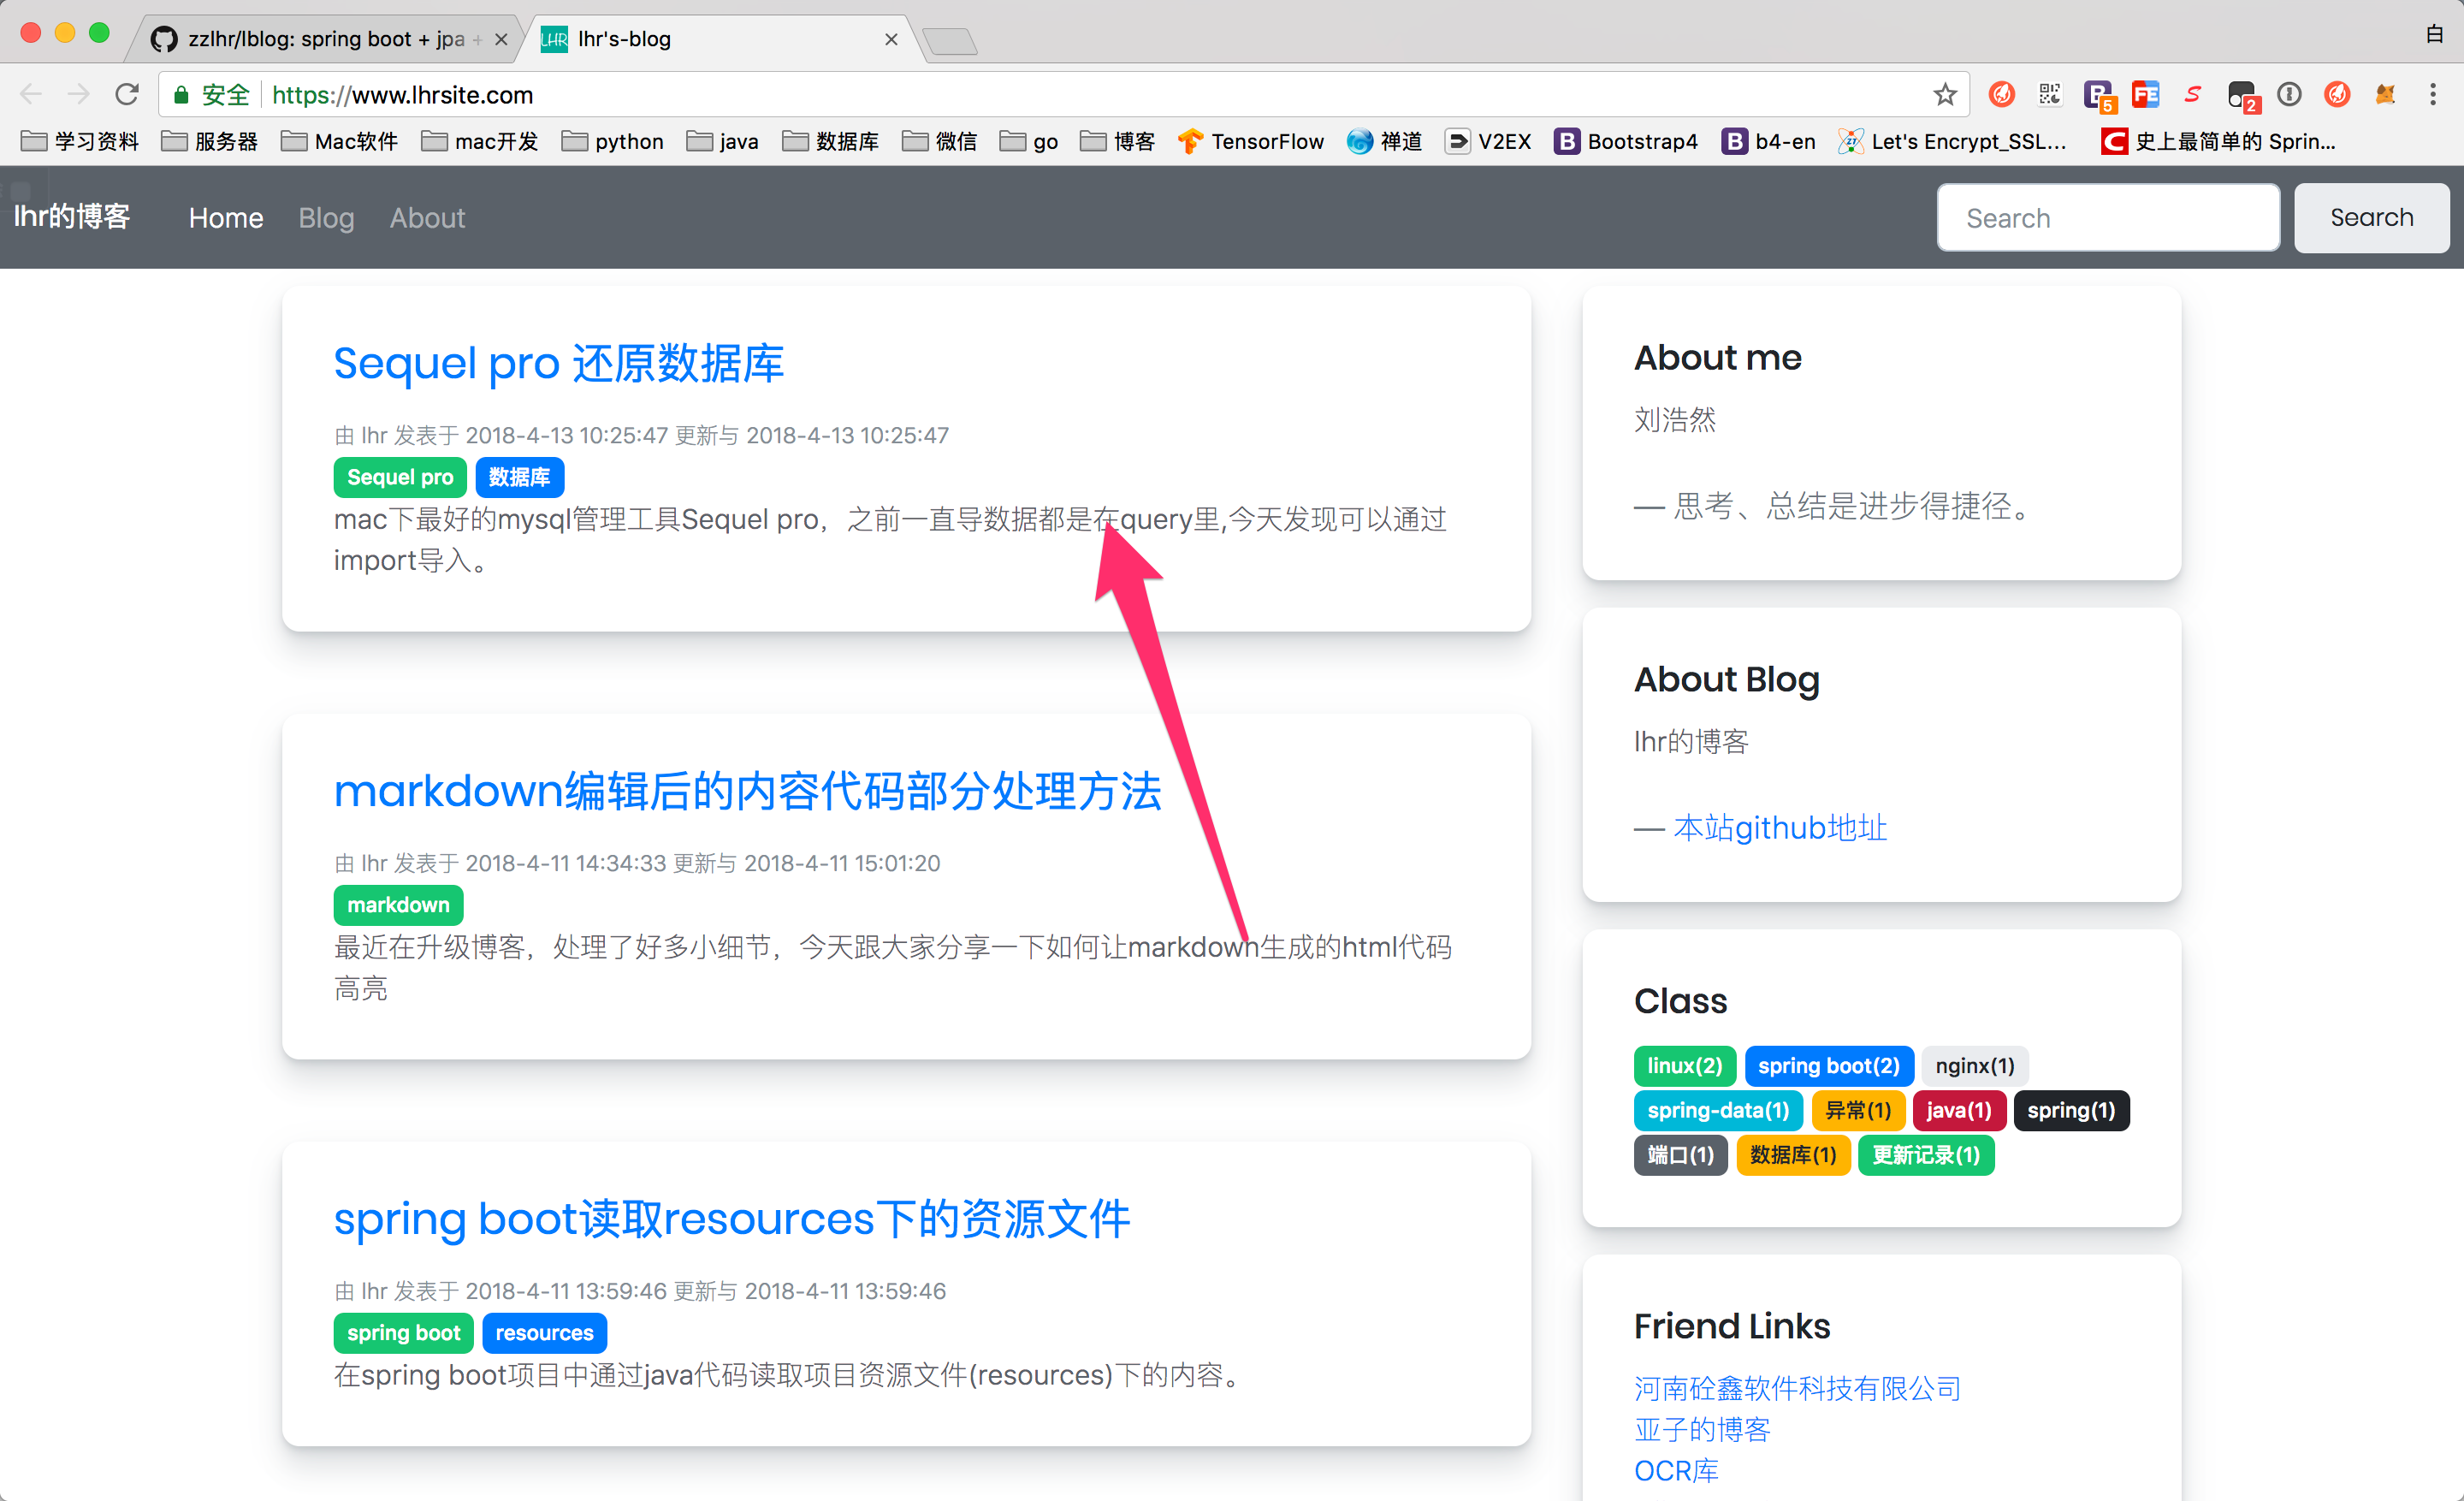 zzlhr/lblog: spring boot + jpa +
lhr's-blog
白
安全 https://www.lhrsite.com
5
FE
2
学习资料 服务器 Mac软件 mac开发 python java 数据库 微信 go 博客 TensorFlow 禅道 V2EX Bootstrap4 b4-en Let's Encrypt_SSL... 史上最简单的 Sprin...
lhr的博客 Home Blog About Search Search
Sequel pro 还原数据库
由 lhr 发表于 2018-4-13 10:25:47 更新与 2018-4-13 10:25:47
Sequel pro 数据库
mac下最好的mysql管理工具Sequel pro，之前一直导数据都是在query里,今天发现可以通过
import导入。
markdown编辑后的内容代码部分处理方法
由 lhr 发表于 2018-4-11 14:34:33 更新与 2018-4-11 15:01:20
markdown
最近在升级博客，处理了好多小细节，今天跟大家分享一下如何让markdown生成的html代码
高亮
spring boot读取resources下的资源文件
由 lhr 发表于 2018-4-11 13:59:46 更新与 2018-4-11 13:59:46
spring boot resources
在spring boot项目中通过java代码读取项目资源文件(resources)下的内容。
About me
刘浩然
— 思考、总结是进步得捷径。
About Blog
lhr的博客
— 本站github地址
Class
linux(2) spring boot(2) nginx(1)
spring-data(1) 异常(1) java(1) spring(1)
端口(1) 数据库(1) 更新记录(1)
Friend Links
河南砼鑫软件科技有限公司
亚子的博客
OCR库